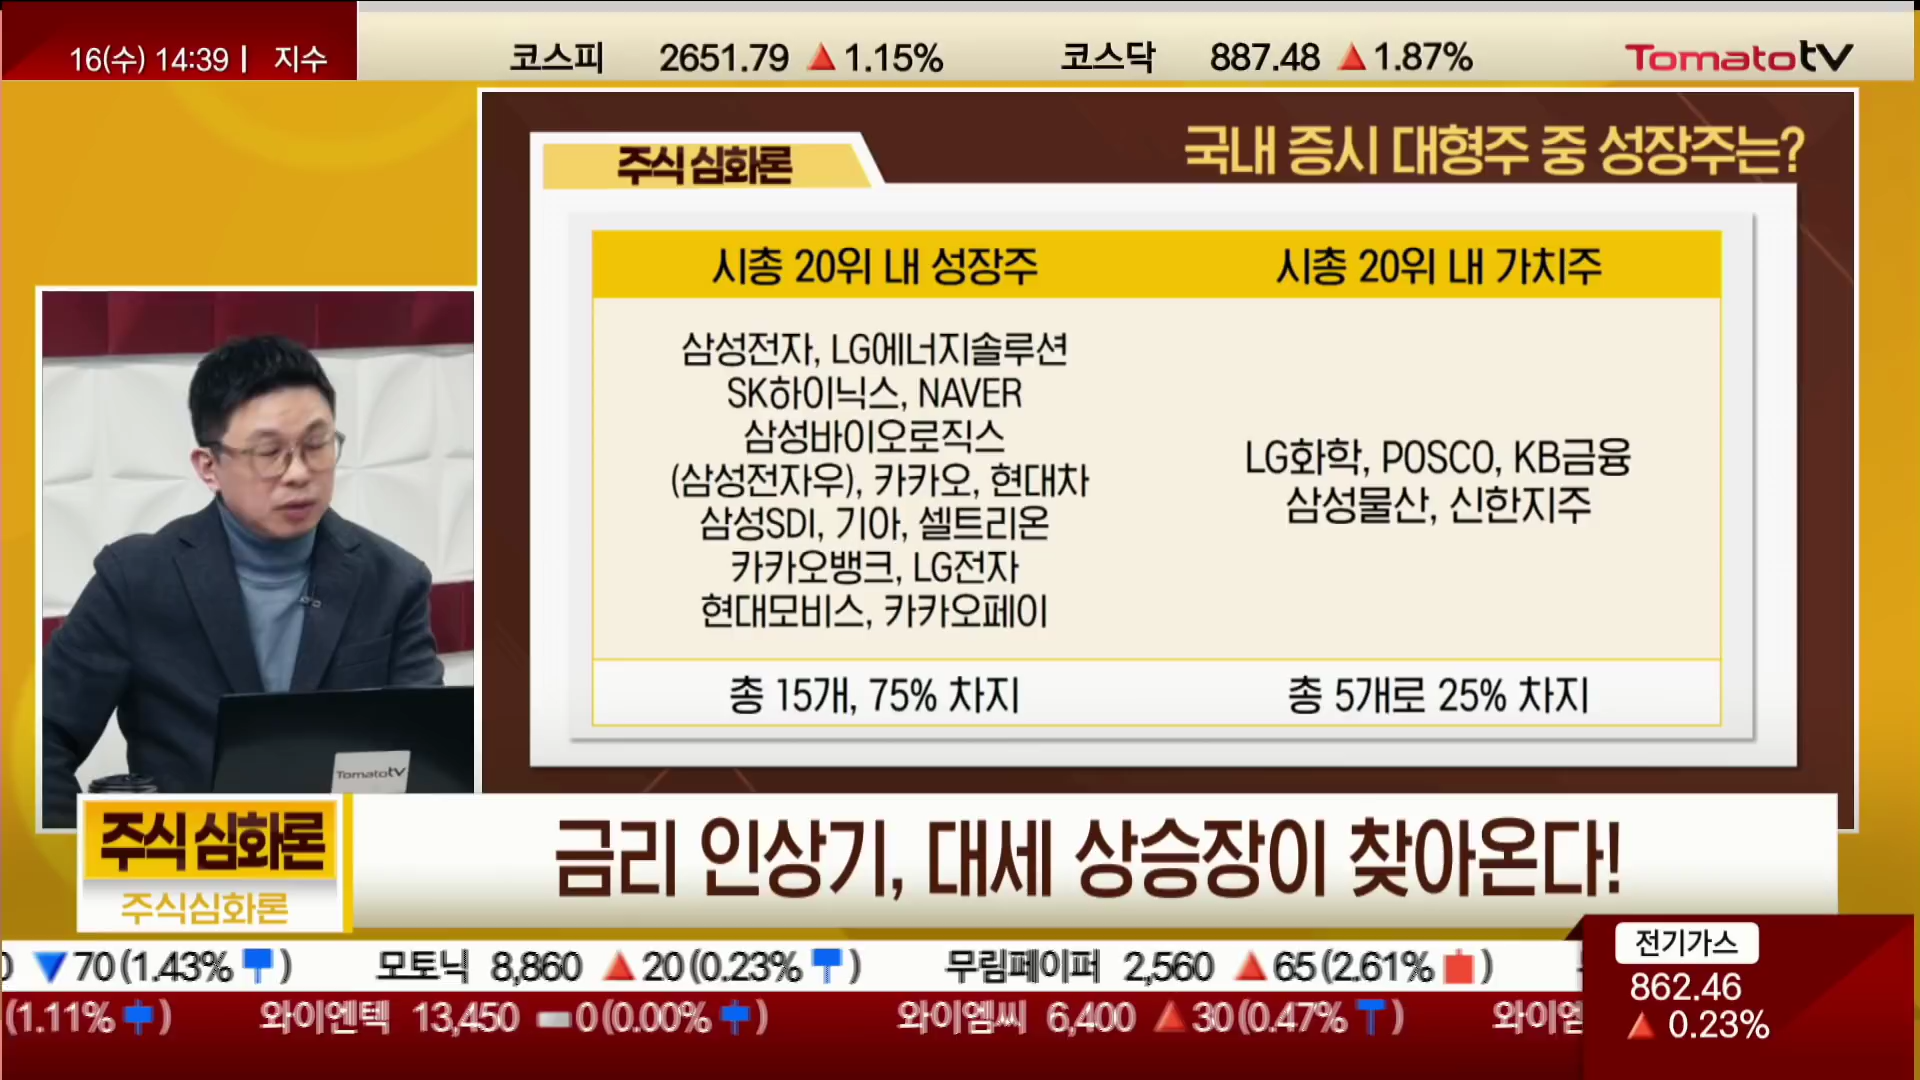 16(수) 14:39 | 지수
코스피 2651.79 ▲ 1.15% 코스닥 887.48 ▲ 1.87%
Tomato tv
국내 증시 대형주 중 성장주는?
주식 심화론
시총 20위 내 성장주
시총 20위 내 가치주
삼성전자, LG에너지솔루션
SK하이닉스, NAVER
삼성바이오로직스
(삼성전자우), 카카오, 현대차
삼성SDI, 기아, 셀트리온
카카오뱅크, LG전자
현대모비스, 카카오페이
LG화학, POSCO, KB금융
삼성물산, 신한지주
총 15개, 75% 차지
총 5개로 25% 차지
Tomato tv
주식 심화론
주식심화론
금리 인상기, 대세 상승장이 찾아온다!
▼70(1.43% ) 모토닉 8,860 ▲20(0.23% ) 무림페이퍼 2,560 ▲65(2.61% )
(1.11% ) 와이엔텍 13,450 0(0.00% ) 와이엠씨 6,400 ▲30(0.47% ) 와이엠
전기가스
862.46
▲ 0.23%